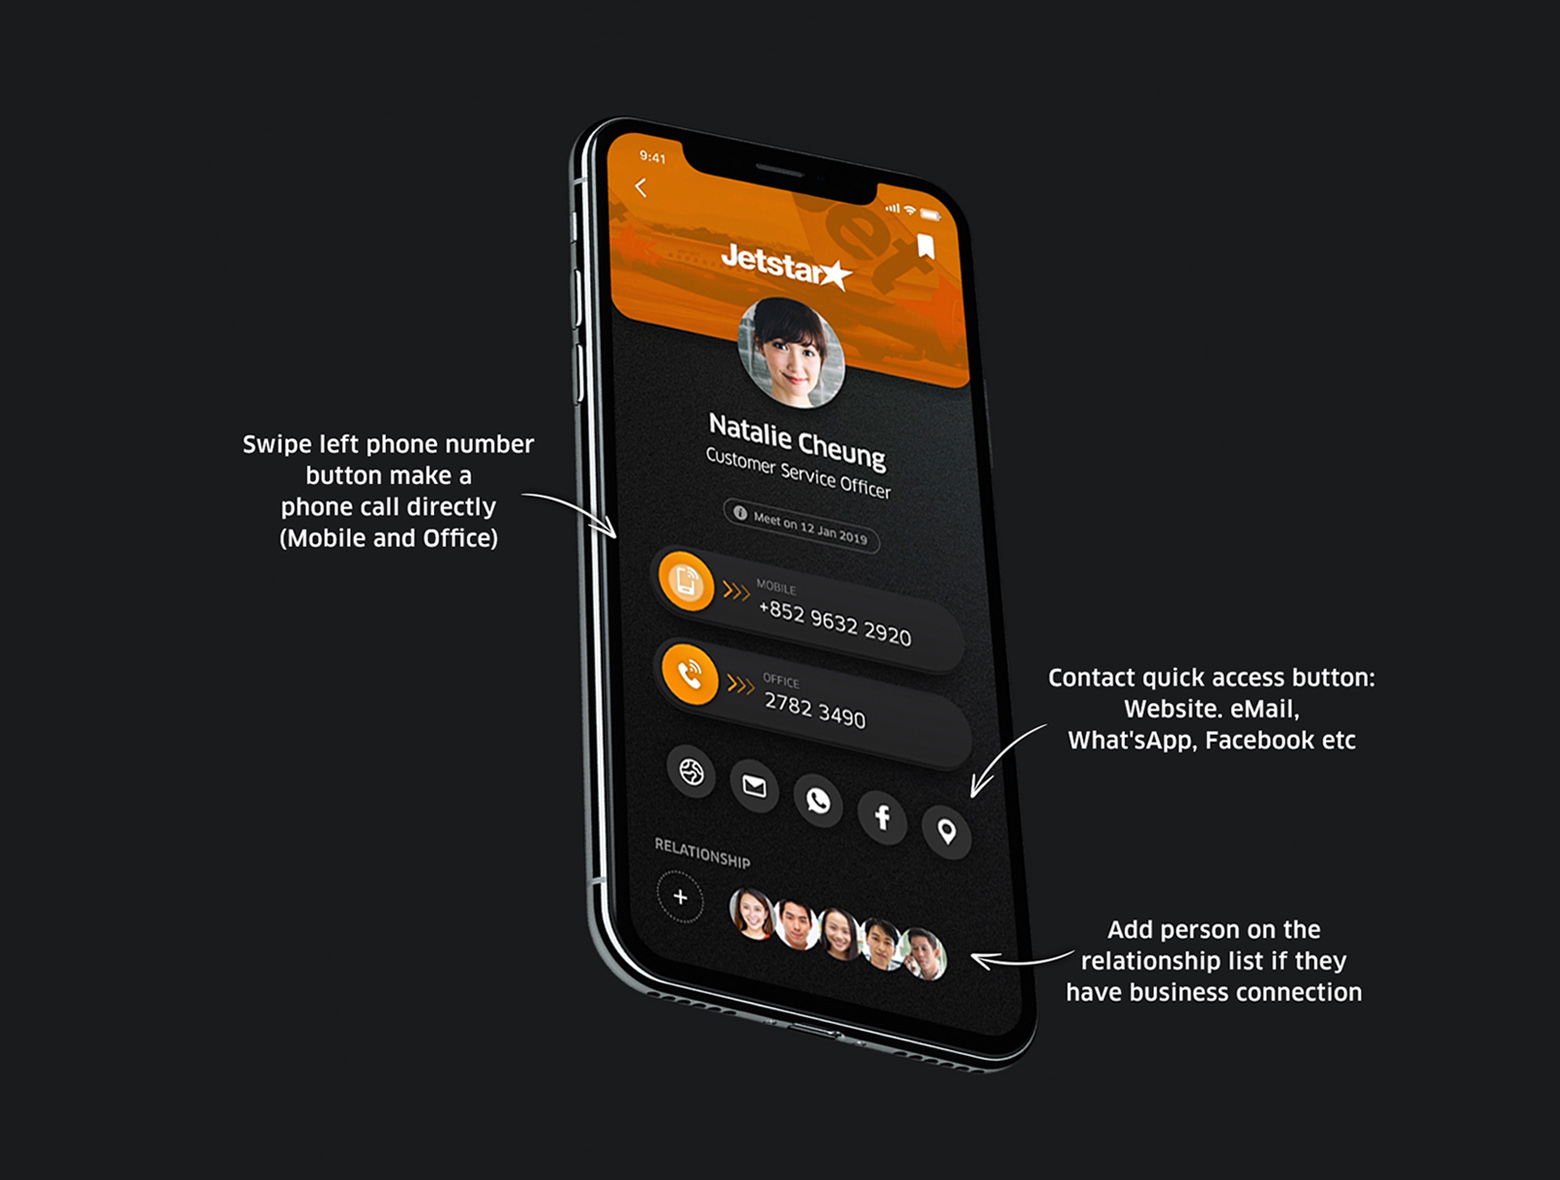 9:41
et
Jetstar
Natalie Cheung
Customer Service Officer
Meet on 12 Jan 2019
MOBILE
+852 9632 2920
OFFICE
2782 3490
RELATIONSHIP
Swipe left phone number
button make a
phone call directly
(Mobile and Office)
Contact quick access button:
Website. eMail,
What'sApp, Facebook etc
Add person on the
relationship list if they
have business connection